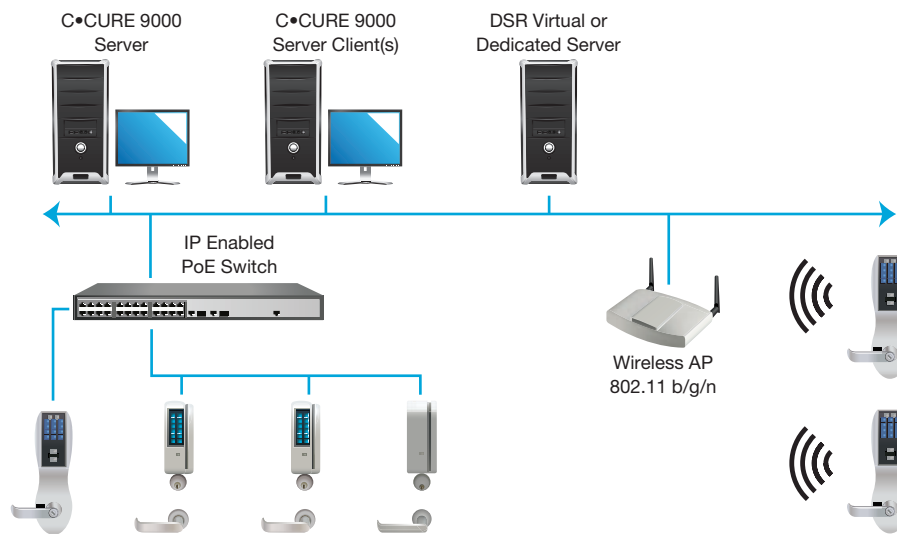 C•CURE 9000
Server
C•CURE 9000
Server Client(s)
DSR Virtual or
Dedicated Server
IP Enabled
PoE Switch
Wireless AP
802.11 b/g/n